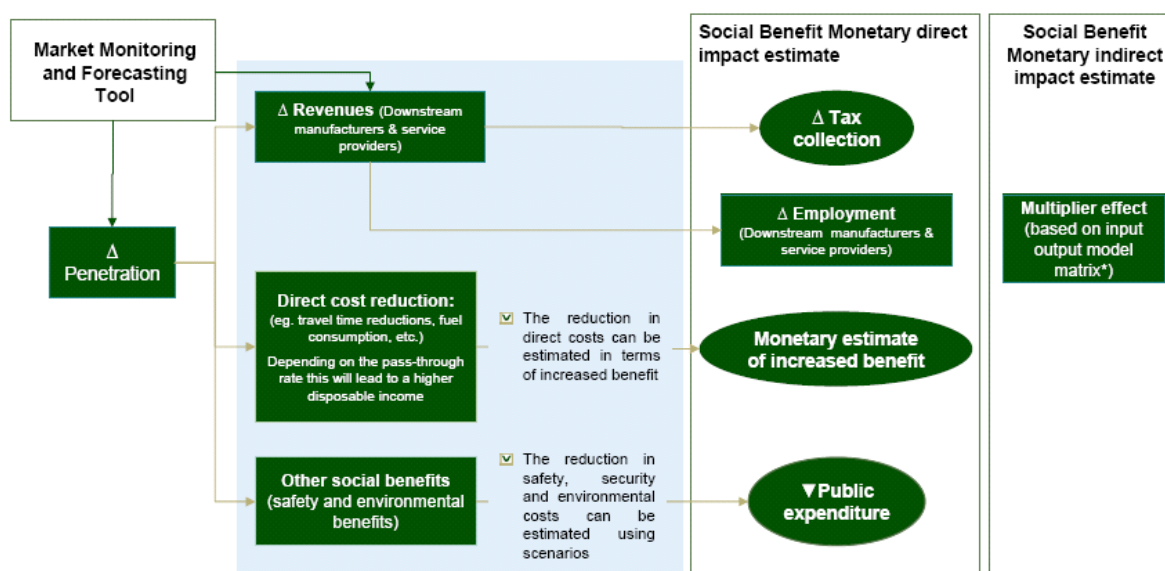 Market Monitoring
and Forecasting
Tool
Δ Revenues (Downstream
manufacturers & service
providers)
Δ
Penetration
Direct cost reduction:
(eg. travel time reductions, fuel
consumption, etc.)
Depending on the pass-through
rate this will lead to a higher
disposable income
Other social benefits
(safety and environmental
benefits)
The reduction in
direct costs can be
estimated in terms
of increased benefit
The reduction in
safety, security
and environmental
costs can be
estimated using
scenarios
Social Benefit Monetary direct
impact estimate
Δ Tax
collection
Δ Employment
(Downstream manufacturers &
service providers)
Monetary estimate
of increased benefit
▼Public
expenditure
Social Benefit
Monetary indirect
impact estimate
Multiplier effect
(based on input
output model
matrix*)